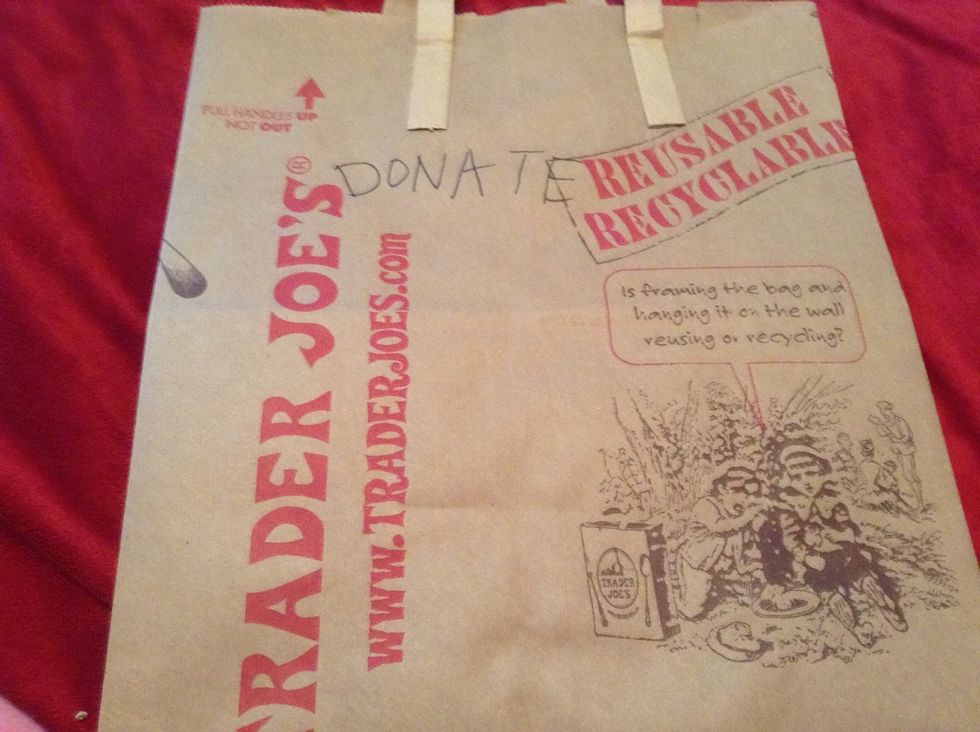 PULL HANDLES UP
NOT OUT
DONATE
REUSABLE
RECYCLABLE
TRADER JOE'S®
www.TRADERJOES.com
Is framing the bag and
hanging it on the wall
reusing or recycling?
TRADER
JOE'S